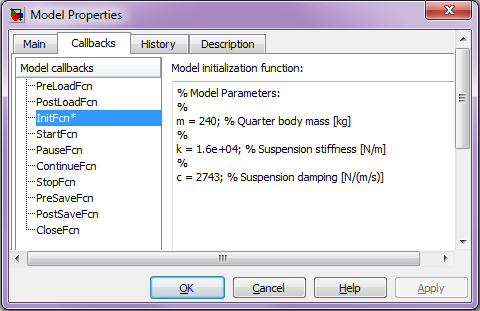 Model Properties
Main
Callbacks
History
Description
Model callbacks
PreLoadFcn
PostLoadFcn
InitFcn*
StartFcn
PauseFcn
ContinueFcn
StopFcn
PreSaveFcn
PostSaveFcn
CloseFcn
Model initialization function:
% Model Parameters:
%
m = 240; % Quarter body mass [kg]
%
k = 1.6e+04; % Suspension stiffness [N/m]
%
c = 2743; % Suspension damping [N/(m/s)]
OK
Cancel
Help
Apply